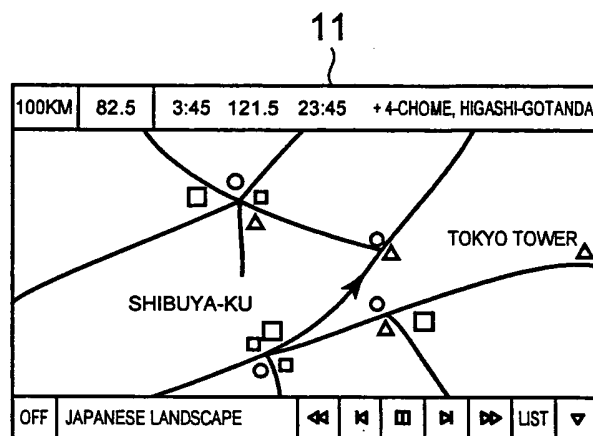 11
100KM 82.5 3:45 121.5 23:45 + 4-CHOME, HIGASHI-GOTANDA
TOKYO TOWER
SHIBUYA-KU
OFF JAPANESE LANDSCAPE LIST